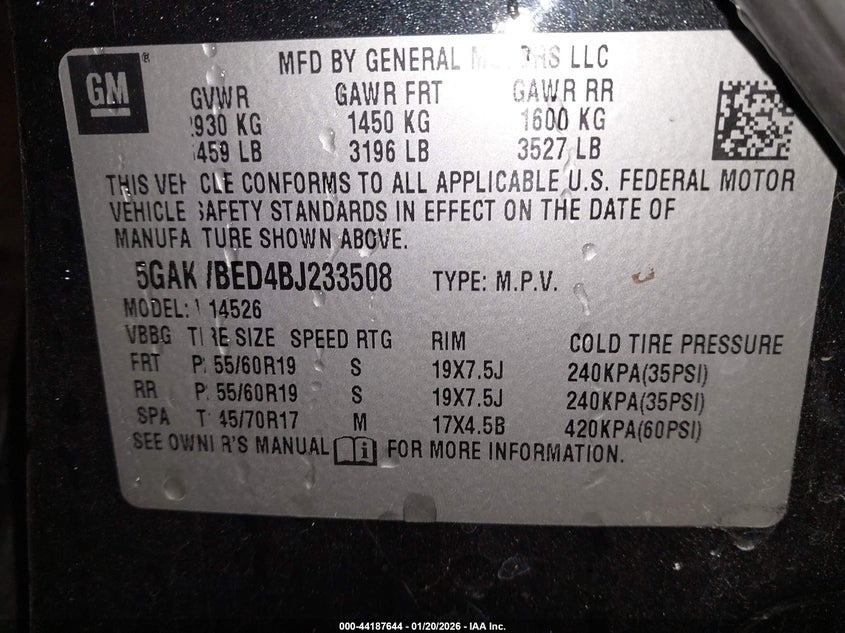 GM ®
MFD BY GENERAL LLC
GVWR GAWR FRT GAWR RR
930 KG 1450 KG 1600 KG
459 LB 3196 LB 3527 LB
THIS VEH CLE CONFORMS TO ALL APPLICABLE U.S. FEDERAL MOTOR
VEHICLE SAFETY STANDARDS IN EFFECT ON THE DATE OF
MANUFA TURE SHOWN ABOVE.
5GAK BED4BJ233508 TYPE: M.P.V.
MODEL: 14526
VBBG TIRE SIZE SPEED RTG RIM COLD TIRE PRESSURE
FRT P 55/60R19 S 19X7.5J 240KPA(35PSI)
RR P 55/60R19 S 19X7.5J 240KPA(35PSI)
SPA T 45/70R17 M 17X4.5B 420KPA(60PSI)
SEE OWNER'S MANUAL i FOR MORE INFORMATION.
000-44187644 - 01/20/2026 - IAA Inc.